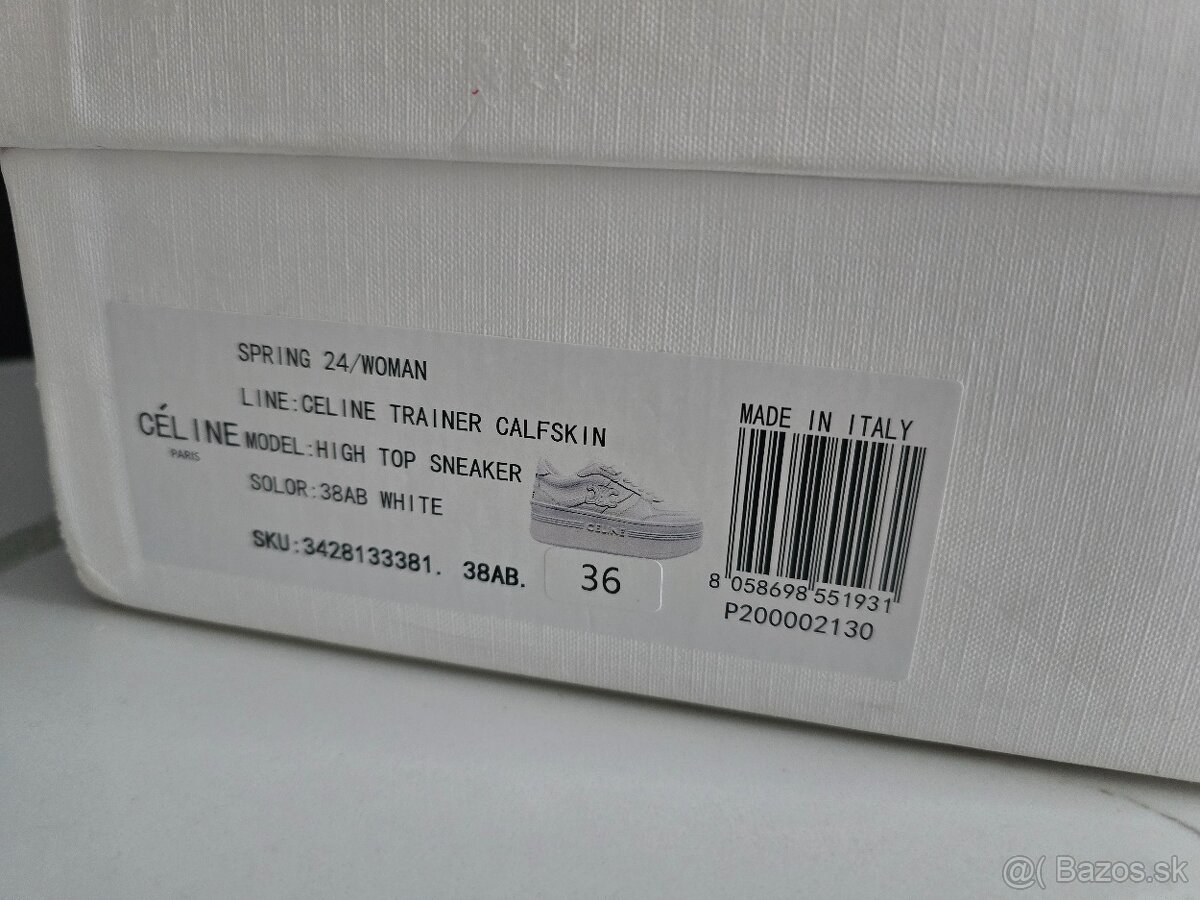 SPRING 24/WOMAN
LINE:CELINE TRAINER CALFSKIN
CÉLINE
PARIS
MODEL:HIGH TOP SNEAKER
SOLOR:38AB WHITE
SKU:3428133381. 38AB.
CELINE
36
MADE IN ITALY
8 058698 551931
P200002130
@( Bazos.sk